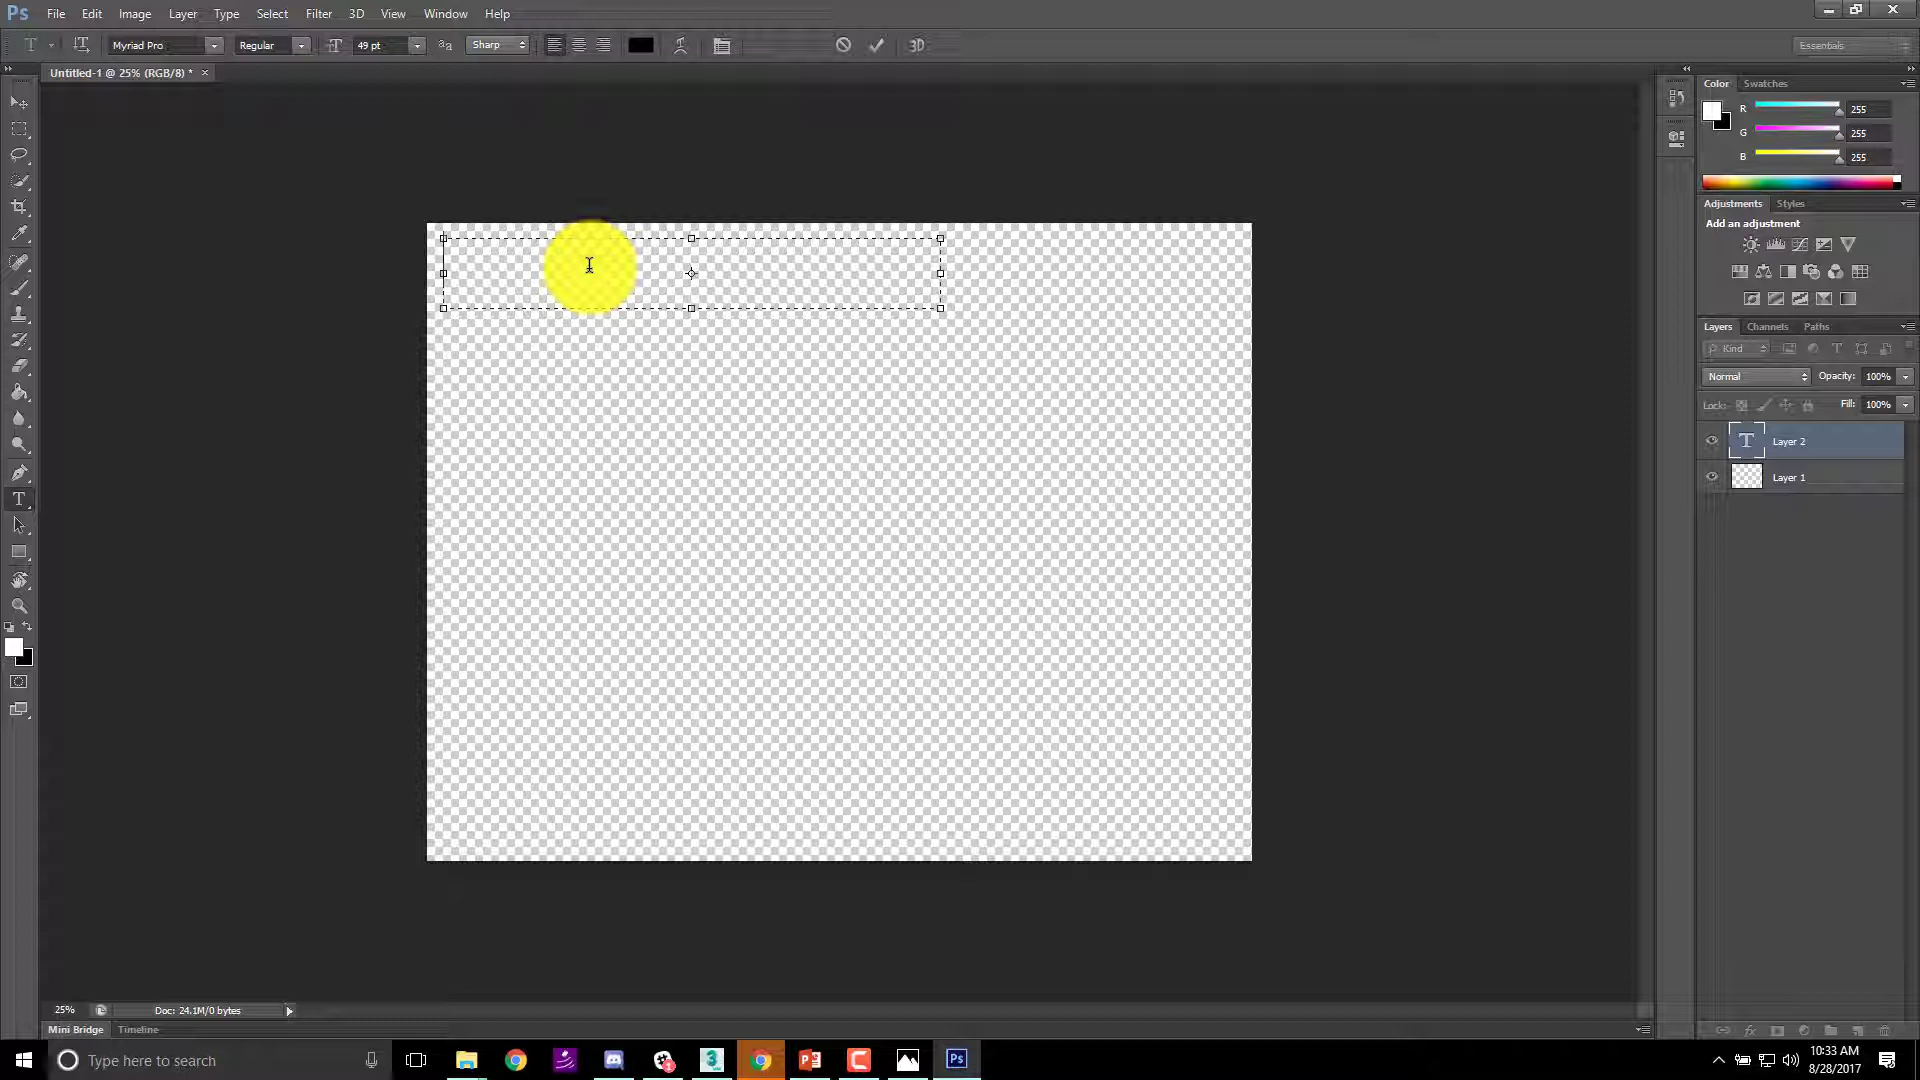 Ps File Edit Image Layer Type Select Filter 3D View Window Help
T Myriad Pro Regular 49 pt aa Sharp 3D Essentials
Untitled-1 @ 25% (RGB/8) * ×
Color Swatches
R 255
G 255
B 255
Adjustments Styles
Add an adjustment
Layers Channels Paths
Kind
Normal Opacity: 100%
Lock: Fill: 100%
T Layer 2
Layer 1
25% Doc: 24.1M/0 bytes
Mini Bridge Timeline
Type here to search
10:33 AM
8/28/2017